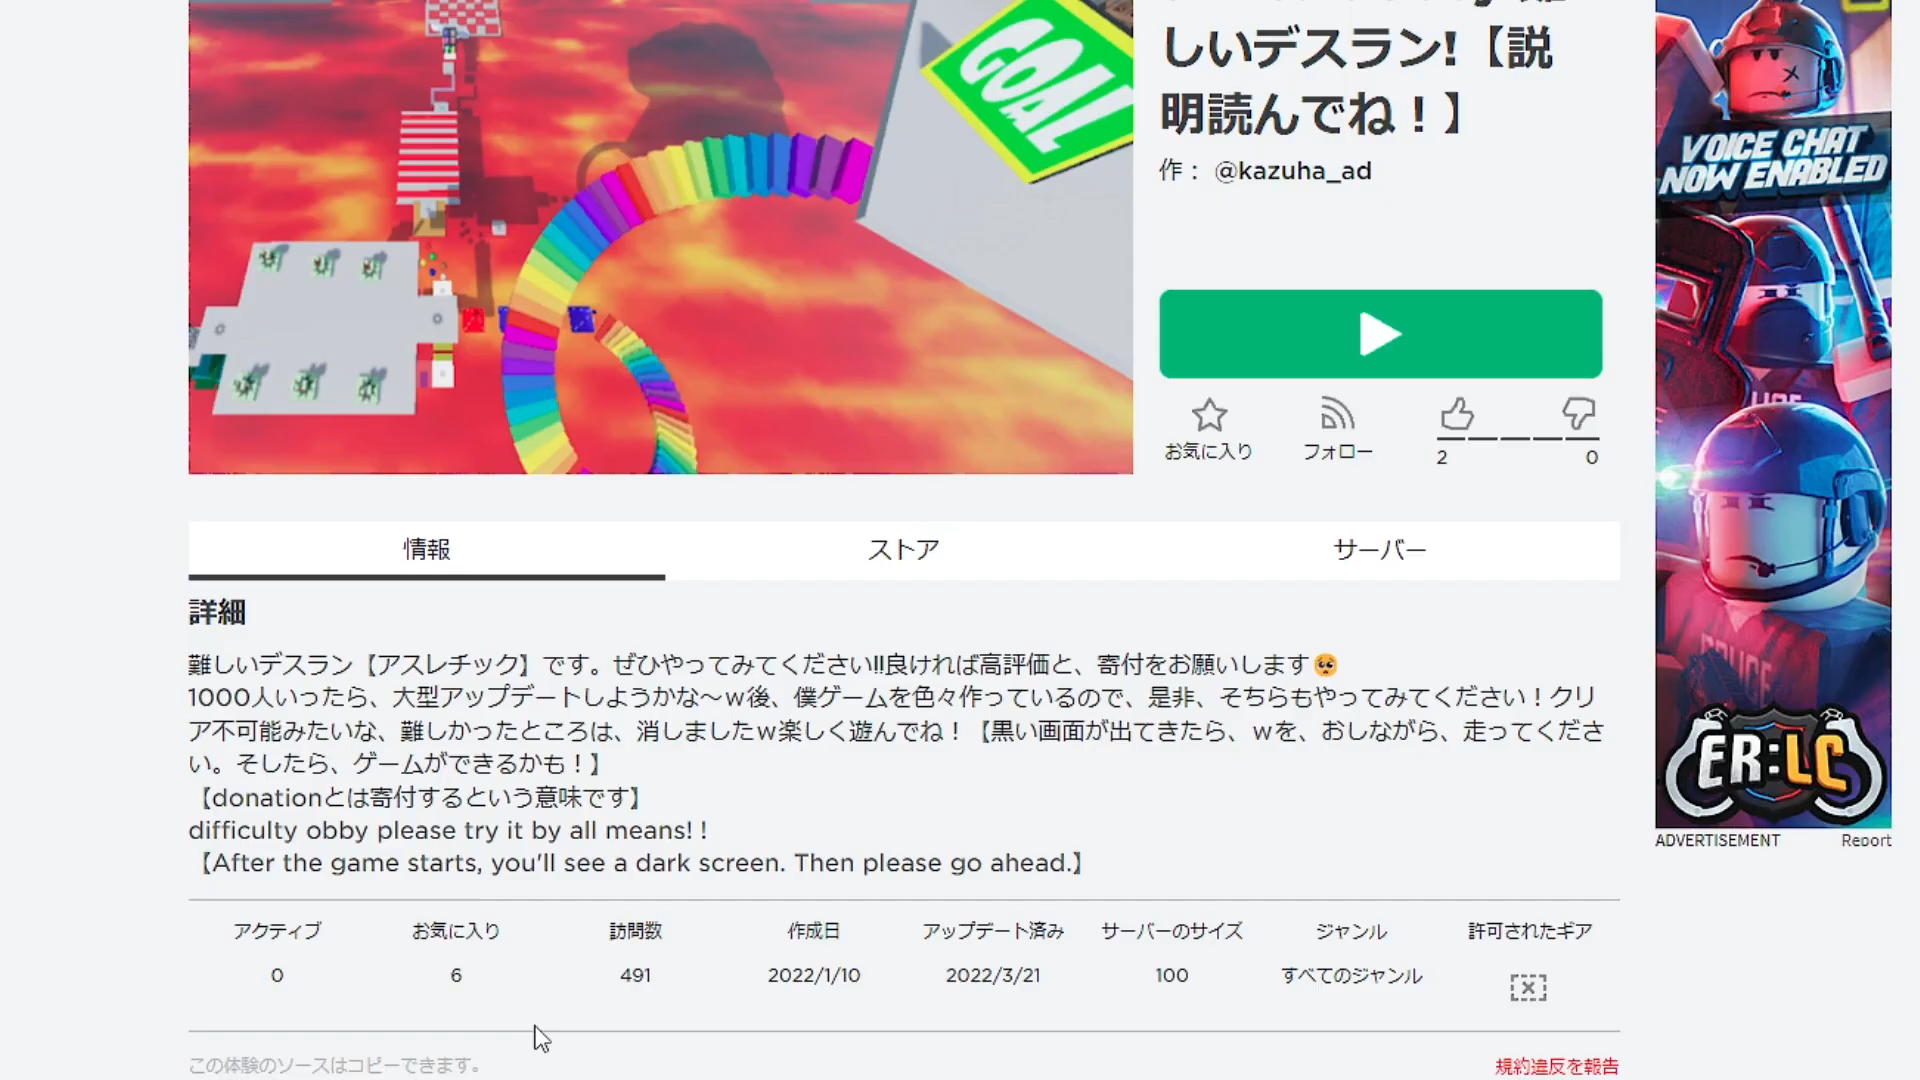 GOAL
しいデスラン!【説
明読んでね！】
作： @kazuha_ad
お気に入り
フォロー
2
0
情報
ストア
サーバー
詳細
難しいデスラン【アスレチック】です。ぜひやってみてください!!良ければ高評価と、寄付をお願いします🥺
1000人いったら、大型アップデートしようかな〜w後、僕ゲームを色々作っているので、是非、そちらもやってみてください！クリ
ア不可能みたいな、難しかったところは、消しましたw楽しく遊んでね！【黒い画面が出てきたら、wを、おしながら、走ってくださ
い。そしたら、ゲームができるかも！】
【donationとは寄付するという意味です】
difficulty obby please try it by all means! !
【After the game starts, you'll see a dark screen. Then please go ahead.】
アクティブ
お気に入り
訪問数
作成日
アップデート済み
サーバーのサイズ
ジャンル
許可されたギア
0
6
491
2022/1/10
2022/3/21
100
すべてのジャンル
この体験のソースはコピーできます。
規約違反を報告
VOICE CHAT
NOW ENABLED
ER:LC
ADVERTISEMENT
Report